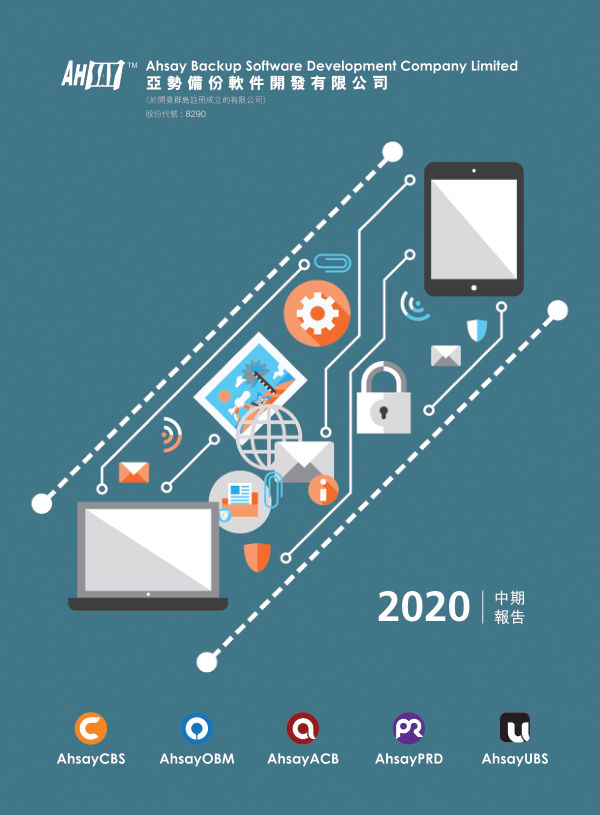 AHSAY™
Ahsay Backup Software Development Company Limited
亞勢備份軟件開發有限公司
（於開曼群島註冊成立的有限公司）
股份代號：8290
2020
中期
報告
AhsayCBS
AhsayOBM
AhsayACB
AhsayPRD
AhsayUBS